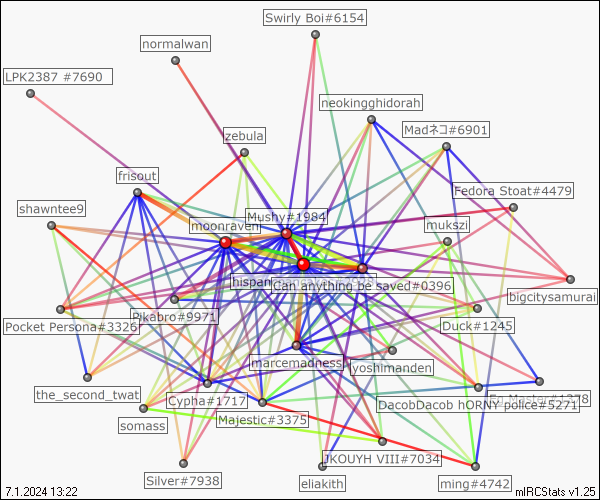 Swirly Boi#6154
normalwan
LPK2387 #7690
neokingghidorah
Madネコ#6901
zebula
frisout
Fedora Stoat#4479
shawntee9
Mushy#1984
moonraven
mukszi
hispan
Can anything be saved#0396
bigcitysamurai
Pikabro#9971
Pocket Persona#3326
Duck#1245
marcemadness
yoshimanden
the_second_twat
Cypha#1717
DacobDacob hORNY police#5271
somass
Majestic#3375
JKOUYH VIII#7034
Silver#7938
eliakith
ming#4742
7.1.2024 13:22
mIRCStats v1.25